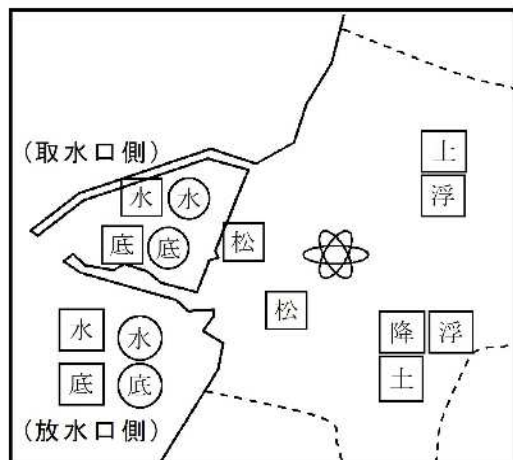 (取水口側)
土
浮
水 水
底 底 松
松
水 水
降 浮
底 底
土
(放水口側)